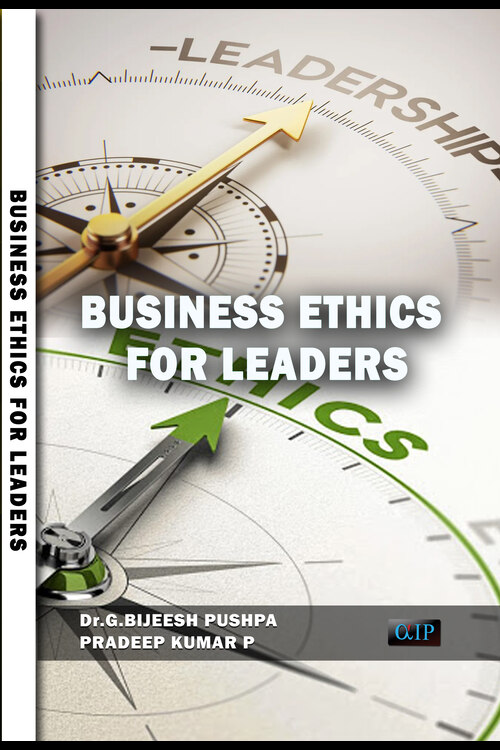 BUSINESS ETHICS FOR LEADERS
LEADERSHIP
BUSINESS ETHICS
FOR LEADERS
ETHICS
Dr.G.BIJEESH PUSHPA
PRADEEP KUMAR P
αIP